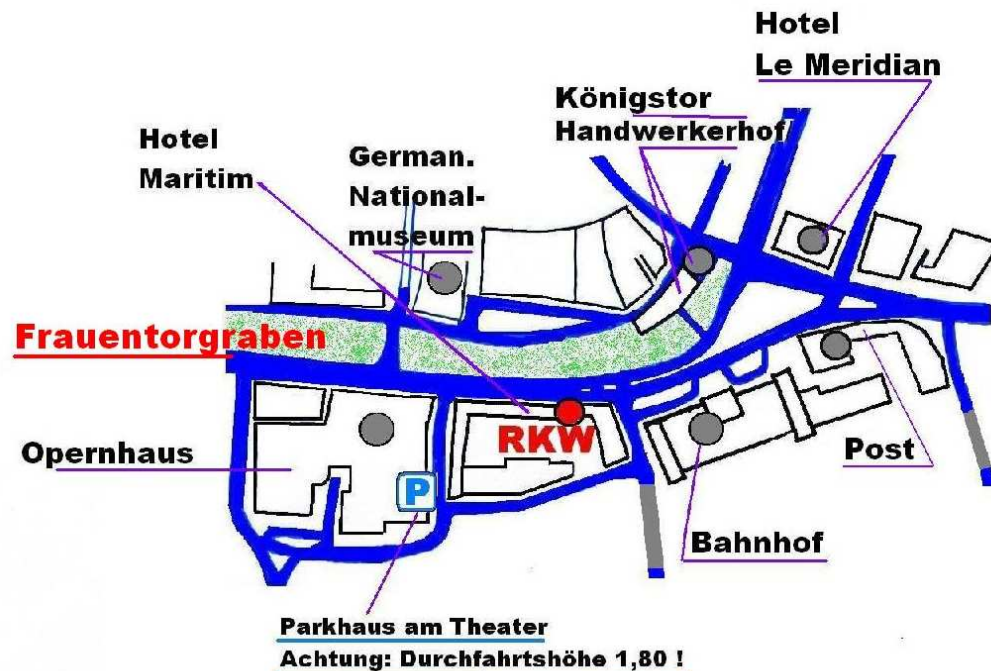 Hotel
Le Meridian
Königstor
Handwerkerhof
Hotel
Maritim
German.
National-
museum
Frauentorgraben
RKW
Opernhaus
P
Post
Bahnhof
Parkhaus am Theater
Achtung: Durchfahrtshöhe 1,80 !